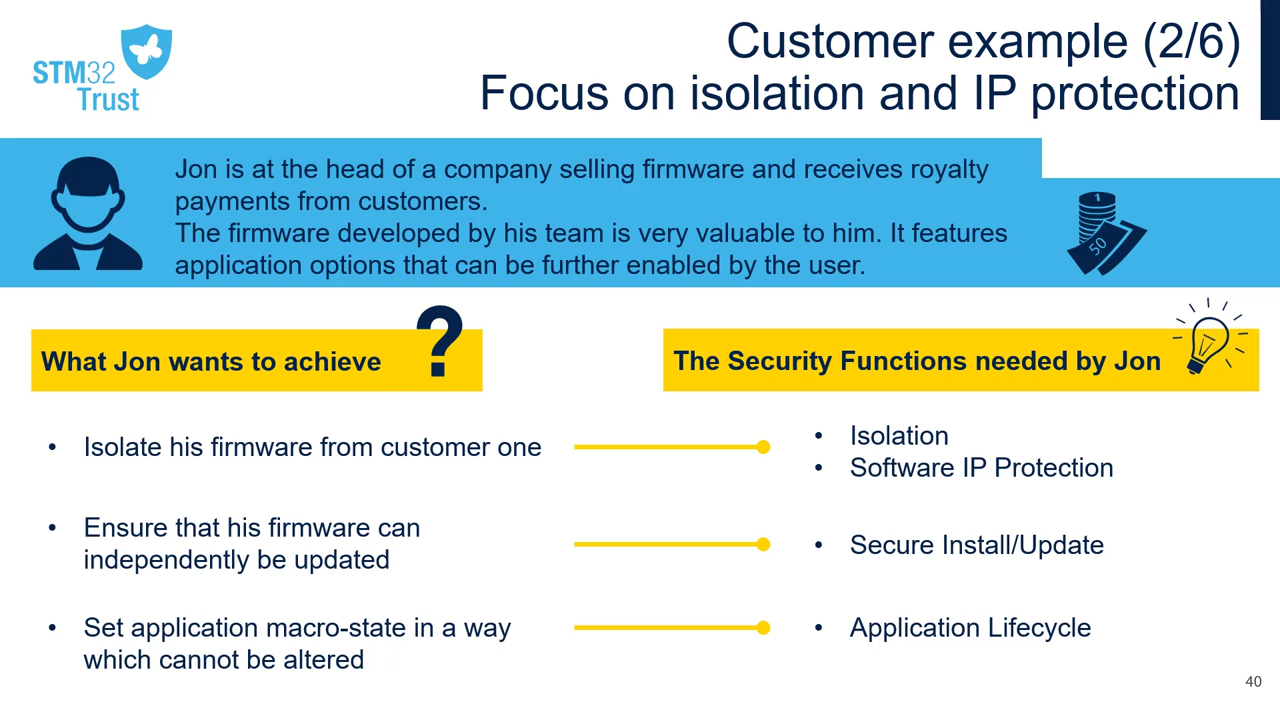 STM32
Trust
Customer example (2/6)
Focus on isolation and IP protection
Jon is at the head of a company selling firmware and receives royalty
payments from customers.
The firmware developed by his team is very valuable to him. It features
application options that can be further enabled by the user.
1
50
What Jon wants to achieve
?
The Security Functions needed by Jon
• Isolate his firmware from customer one
• Isolation
• Software IP Protection
• Ensure that his firmware can
independently be updated
• Secure Install/Update
• Set application macro-state in a way
which cannot be altered
• Application Lifecycle
40